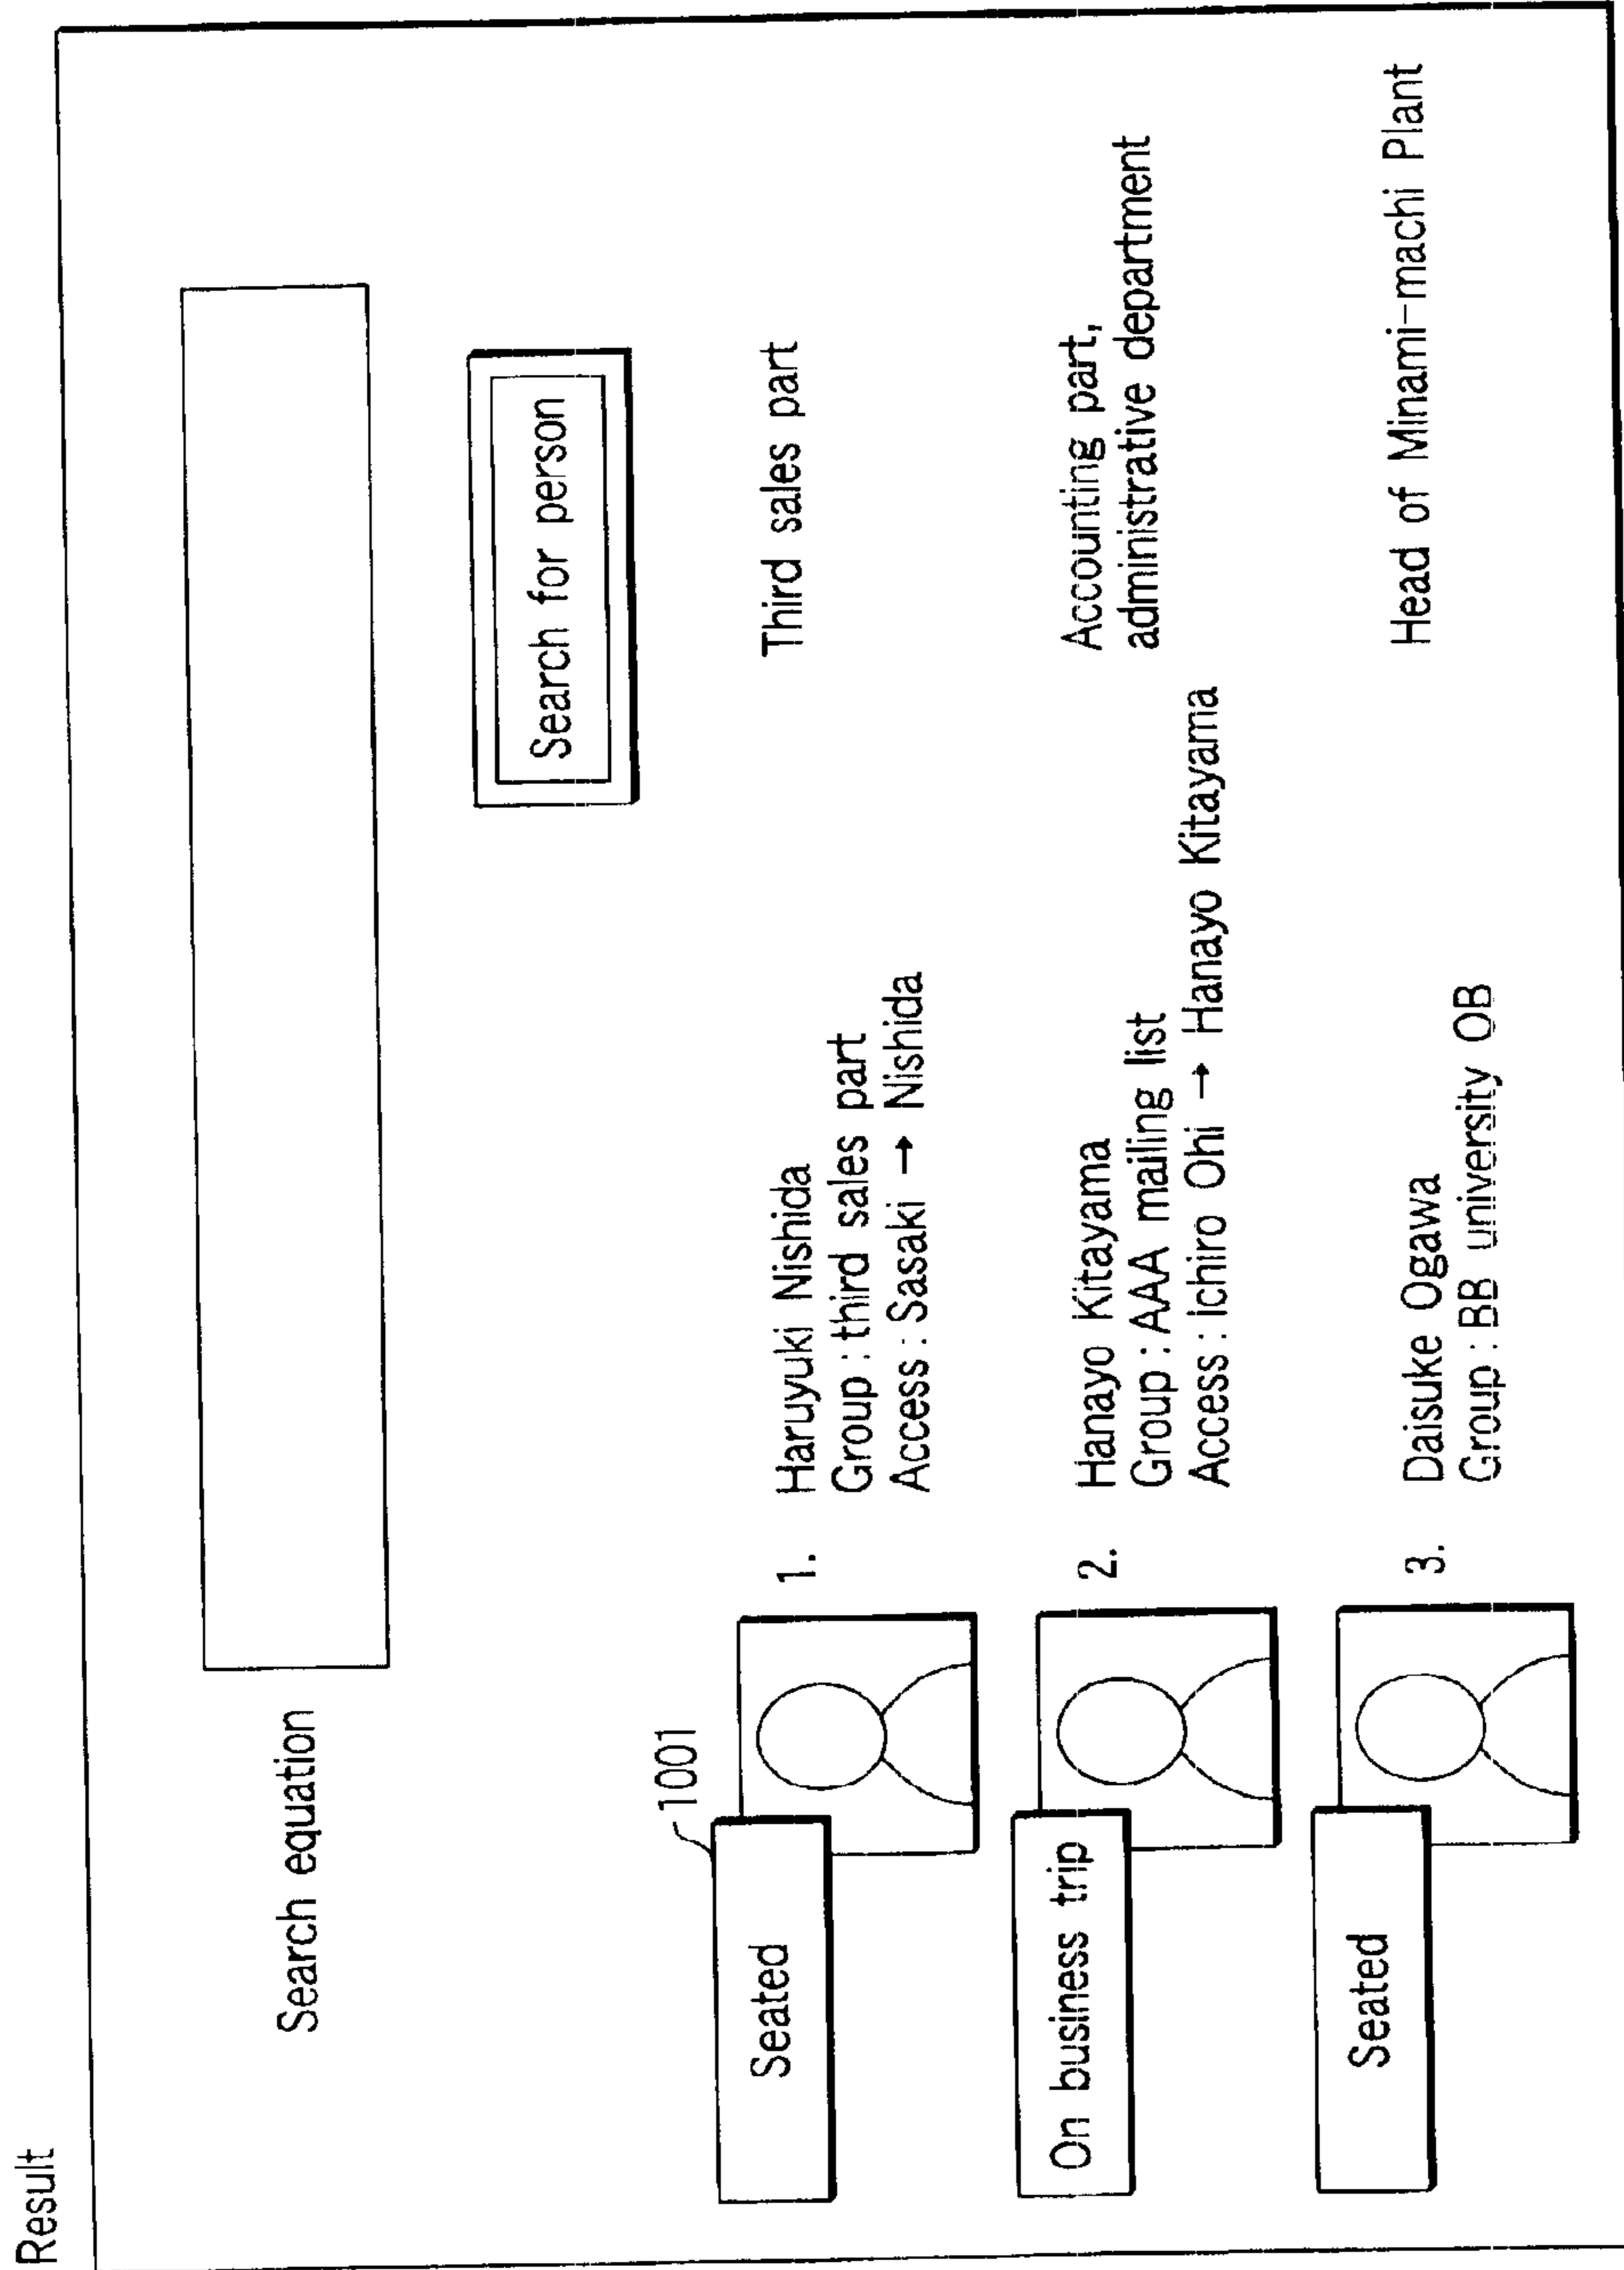 Result
Search equation
Search for person
1001
Seated
1. Haruyuki Nishida
Third sales part
Group : third sales part
Access : Sasaki → Nishida
On business trip
2. Hanayo Kitayama
Accounting part,
administrative department
Group : AAA mailing list
Access : Ichiro Ohi → Hanayo Kitayama
Seated
3. Daisuke Ogawa
Head of Minami-machi Plant
Group : BB university OB